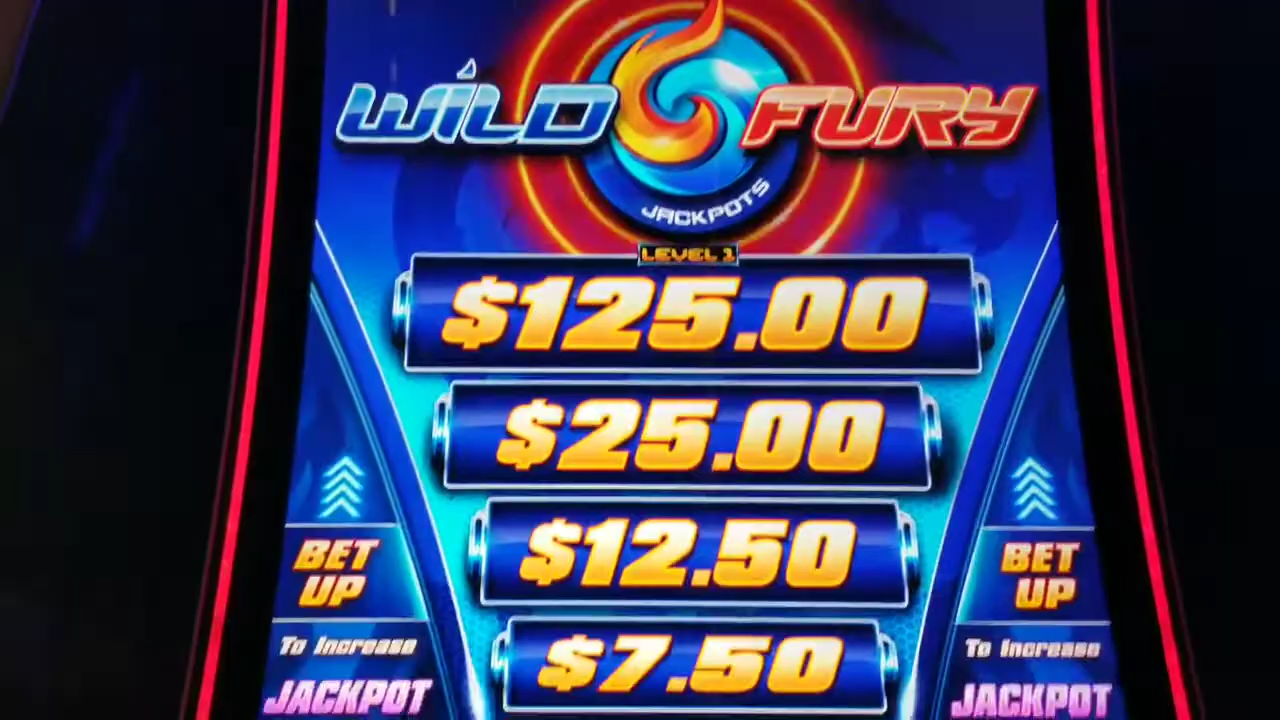 WILD FURY
JACKPOTS
LEVEL 1
$125.00
$25.00
$12.50
$7.50
BET
UP
To Increase
JACKPOT
BET
UP
To Increase
JACKPOT